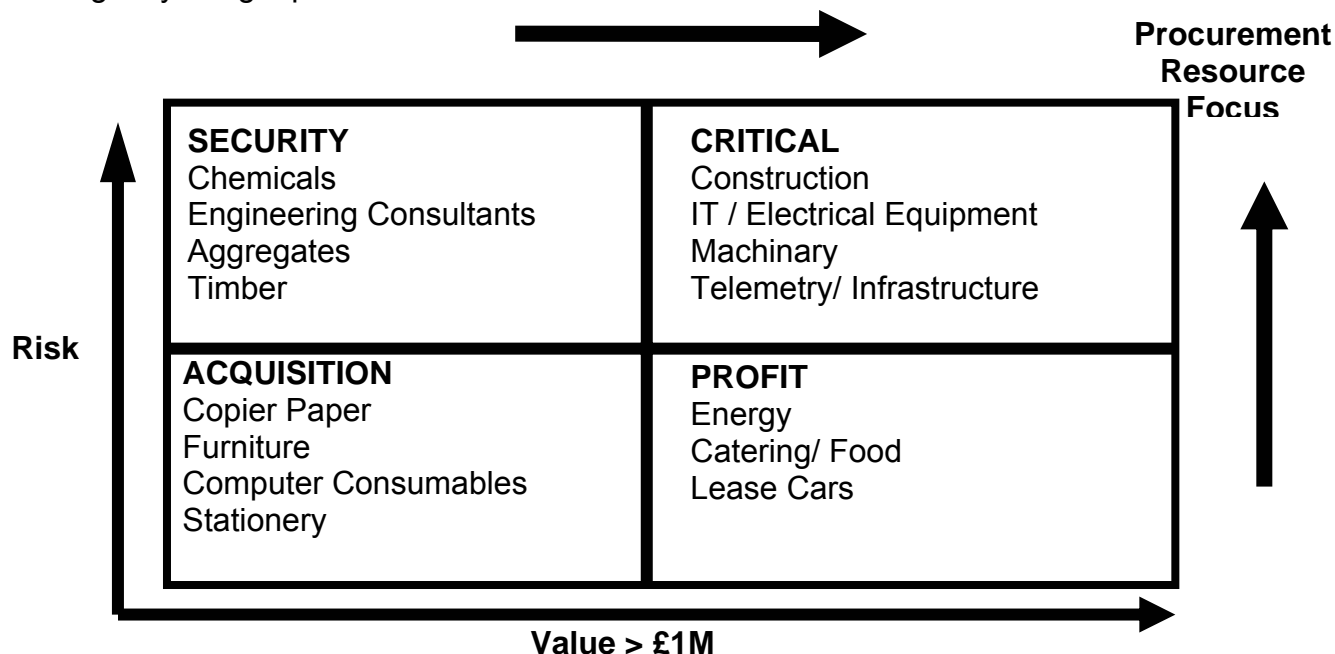 Procurement
Resource
Focus
SECURITY
Chemicals
Engineering Consultants
Aggregates
Timber
CRITICAL
Construction
IT / Electrical Equipment
Machinary
Telemetry/ Infrastructure
Risk
ACQUISITION
Copier Paper
Furniture
Computer Consumables
Stationery
PROFIT
Energy
Catering/ Food
Lease Cars
Value > £1M